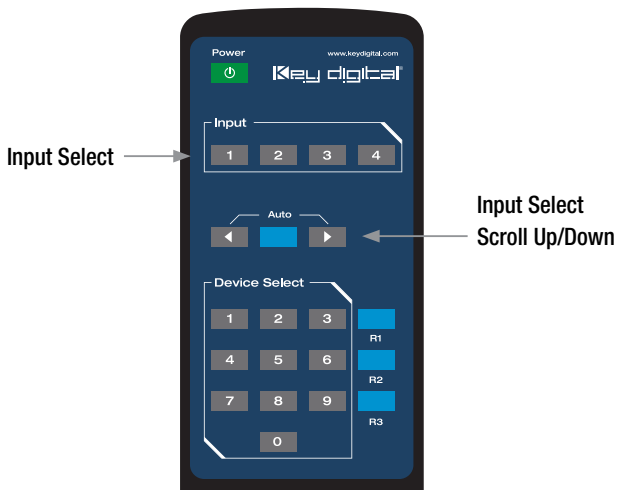 Power
www.keydigital.com
Key digital
Input
Input Select
1 2 3 4
Auto
Input Select
Scroll Up/Down
Device Select
1 2 3
R1
4 5 6
R2
7 8 9
R3
0